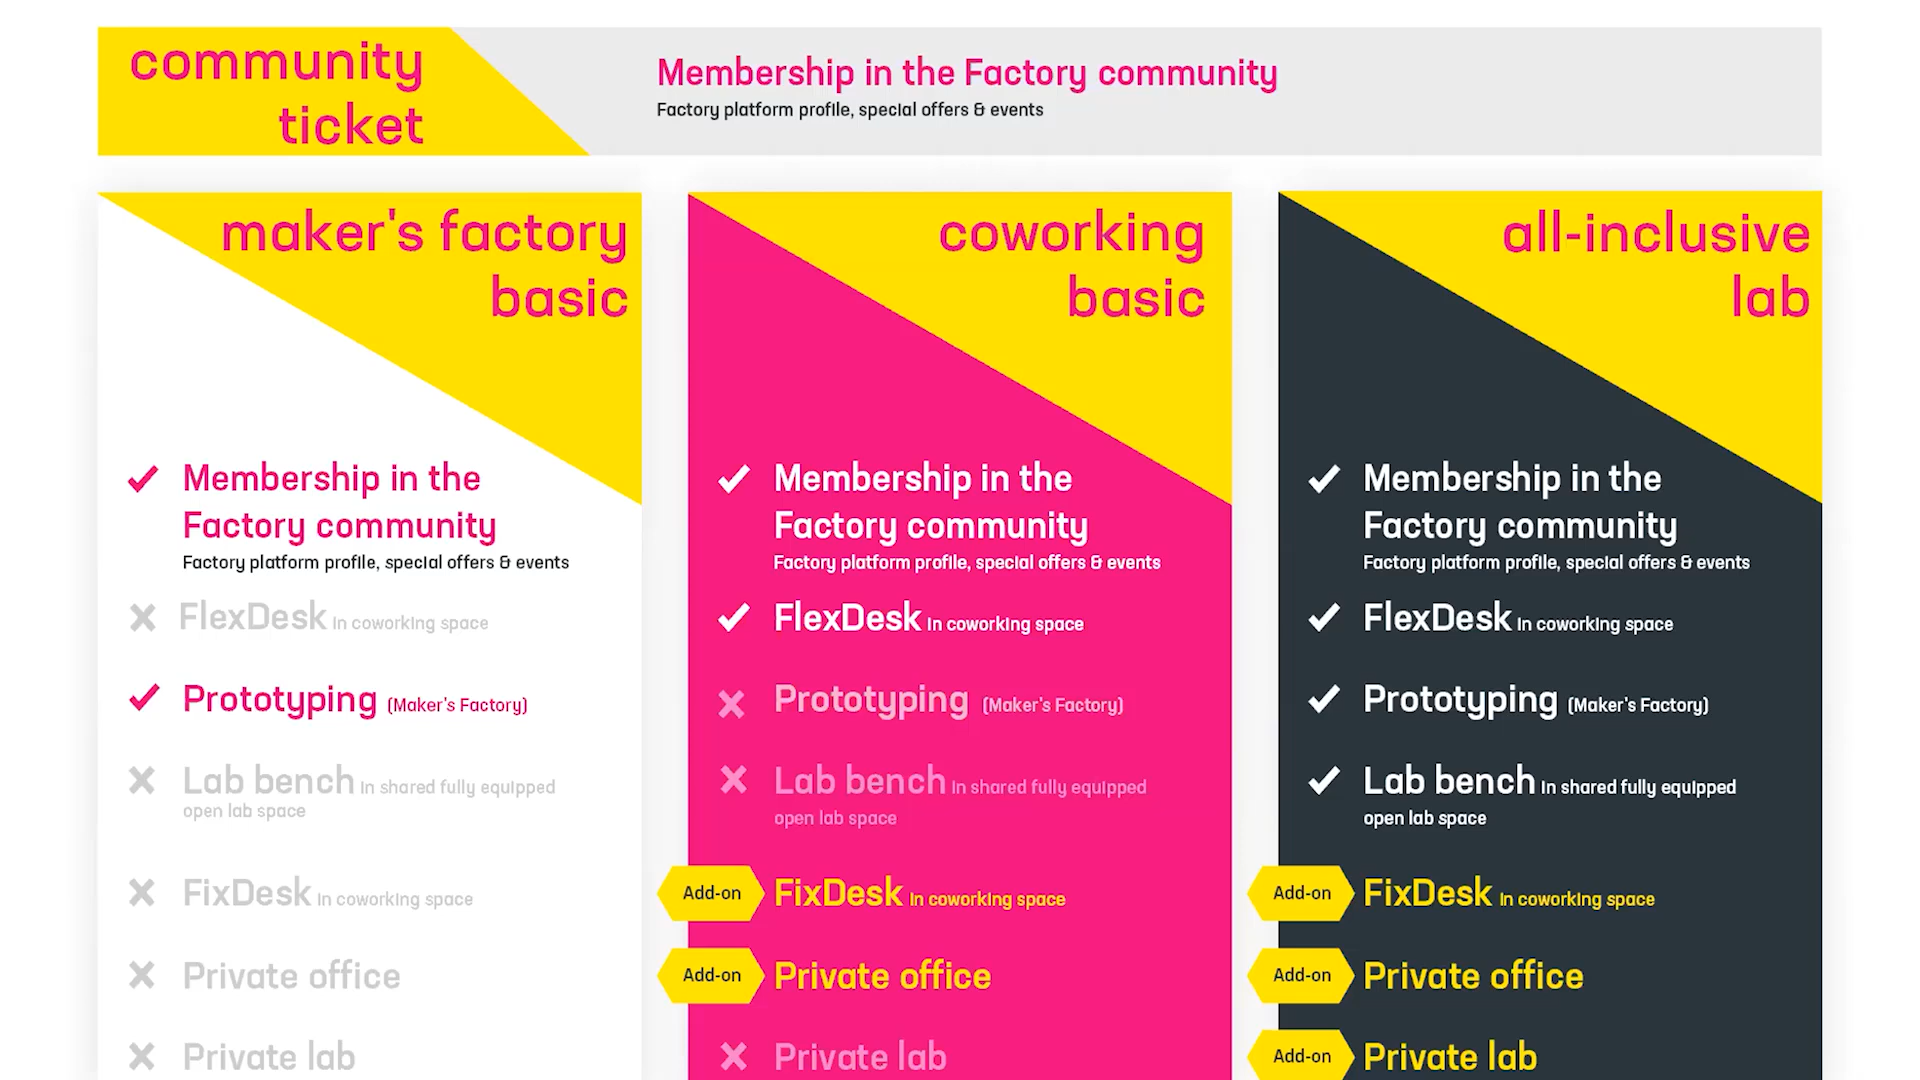 community
ticket
Membership in the Factory community
Factory platform profile, special offers & events
maker's factory
basic
Membership in the
Factory community
Factory platform profile, special offers & events
FlexDesk In coworking space
Prototyping (Maker's Factory)
Lab bench In shared fully equipped
open lab space
FixDesk In coworking space
Private office
Private lab
coworking
basic
Membership in the
Factory community
Factory platform profile, special offers & events
FlexDesk In coworking space
Prototyping (Maker's Factory)
Lab bench In shared fully equipped
open lab space
Add-on FixDesk In coworking space
Add-on Private office
Private lab
all-inclusive
lab
Membership in the
Factory community
Factory platform profile, special offers & events
FlexDesk In coworking space
Prototyping (Maker's Factory)
Lab bench In shared fully equipped
open lab space
Add-on FixDesk In coworking space
Add-on Private office
Add-on Private lab